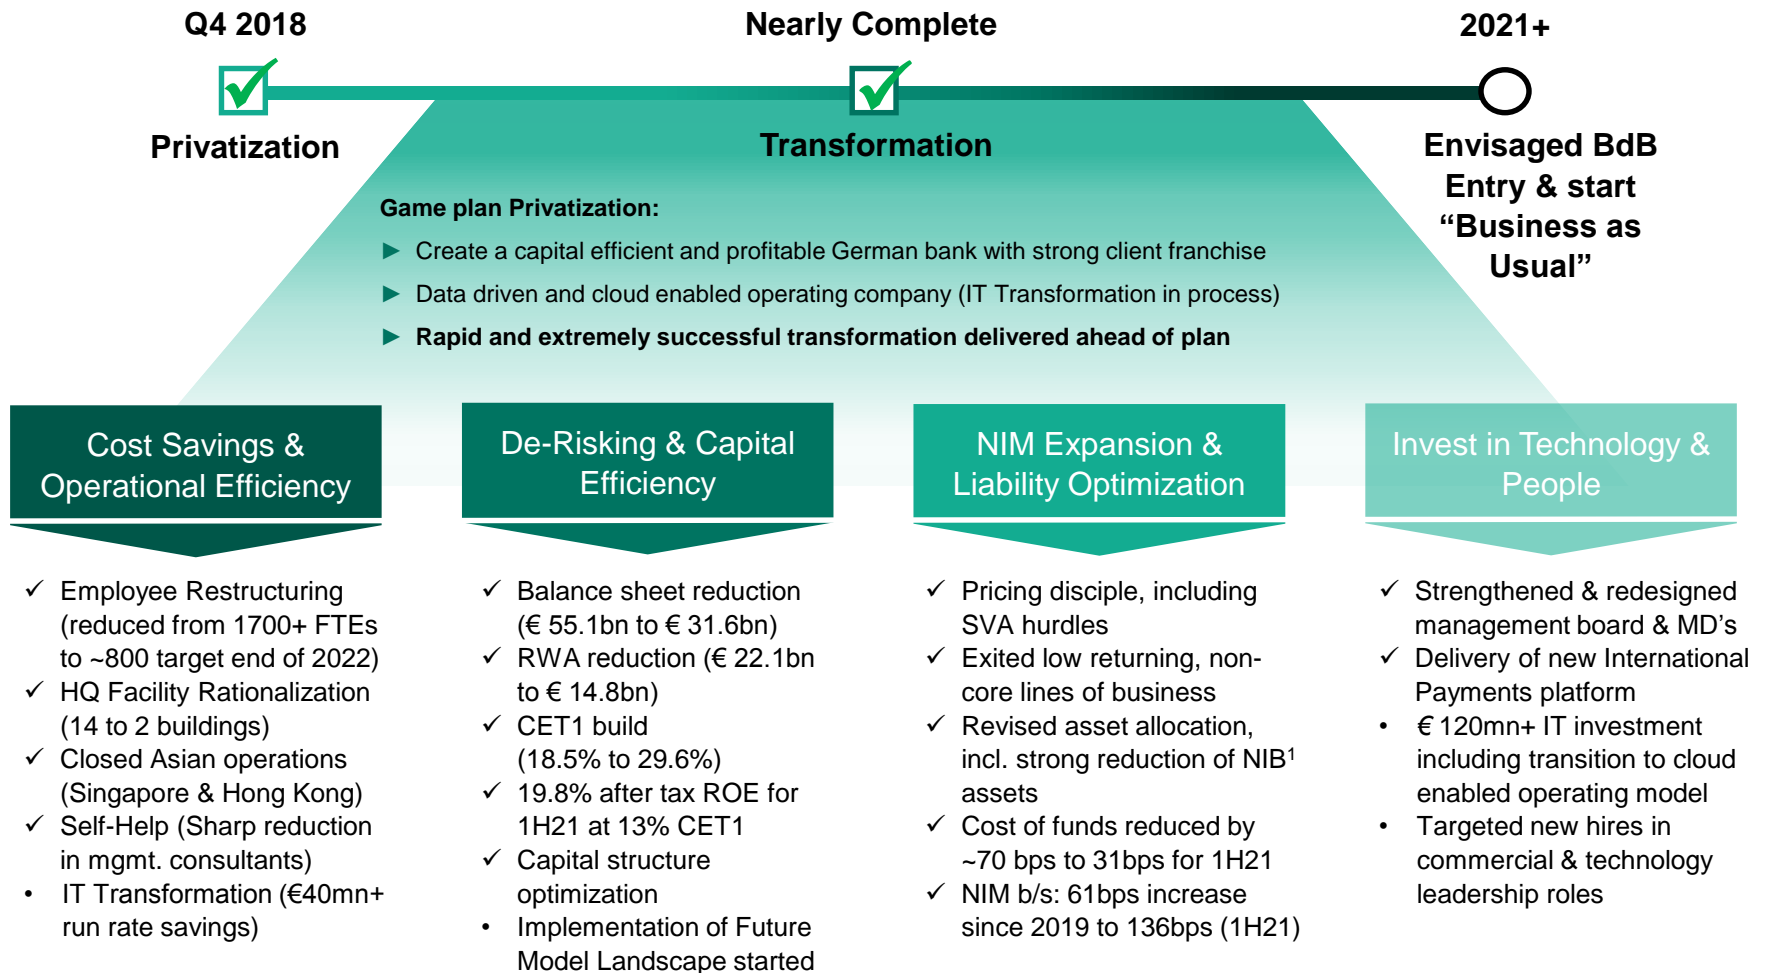 Q4 2018
Nearly Complete
2021+
Privatization
Transformation
Envisaged BdB
Entry & start
“Business as
Usual”
Game plan Privatization:
► Create a capital efficient and profitable German bank with strong client franchise
► Data driven and cloud enabled operating company (IT Transformation in process)
► Rapid and extremely successful transformation delivered ahead of plan
Cost Savings &
Operational Efficiency
✓ Employee Restructuring
(reduced from 1700+ FTEs
to ~800 target end of 2022)
✓ HQ Facility Rationalization
(14 to 2 buildings)
✓ Closed Asian operations
(Singapore & Hong Kong)
✓ Self-Help (Sharp reduction
in mgmt. consultants)
• IT Transformation (€40mn+
run rate savings)
De-Risking & Capital
Efficiency
✓ Balance sheet reduction
(€ 55.1bn to € 31.6bn)
✓ RWA reduction (€ 22.1bn
to € 14.8bn)
✓ CET1 build
(18.5% to 29.6%)
✓ 19.8% after tax ROE for
1H21 at 13% CET1
✓ Capital structure
optimization
• Implementation of Future
Model Landscape started
NIM Expansion &
Liability Optimization
✓ Pricing disciple, including
SVA hurdles
✓ Exited low returning, non-
core lines of business
✓ Revised asset allocation,
incl. strong reduction of NIB¹
assets
✓ Cost of funds reduced by
~70 bps to 31bps for 1H21
✓ NIM b/s: 61bps increase
since 2019 to 136bps (1H21)
Invest in Technology &
People
✓ Strengthened & redesigned
management board & MD’s
✓ Delivery of new International
Payments platform
• € 120mn+ IT investment
including transition to cloud
enabled operating model
• Targeted new hires in
commercial & technology
leadership roles